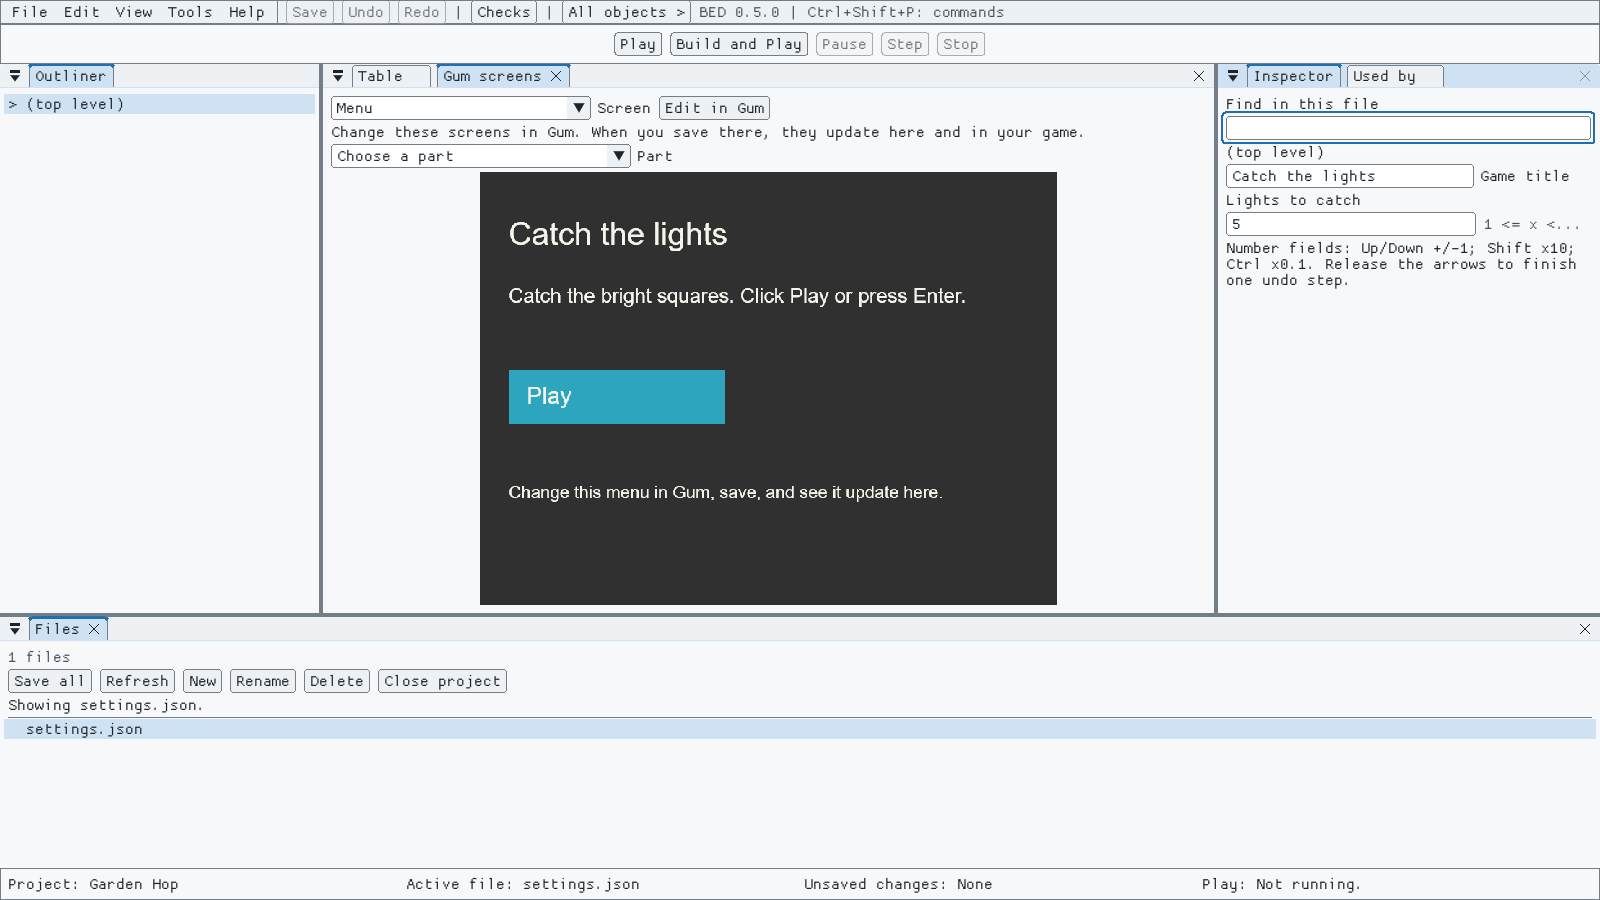 File Edit View Tools Help Save Undo Redo | Checks | All objects > BED 0.5.0 | Ctrl+Shift+P: commands
Play Build and Play Pause Step Stop
Outliner
> (top level)
Table Gum screens
Menu Screen Edit in Gum
Change these screens in Gum. When you save there, they update here and in your game.
Choose a part Part
Catch the lights
Catch the bright squares. Click Play or press Enter.
Play
Change this menu in Gum, save, and see it update here.
Inspector Used by
Find in this file
(top level)
Catch the lights Game title
Lights to catch
5 1 <= x <...
Number fields: Up/Down +/-1; Shift x10;
Ctrl x0.1. Release the arrows to finish
one undo step.
Files
1 files
Save all Refresh New Rename Delete Close project
Showing settings.json.
settings.json
Project: Garden Hop Active file: settings.json Unsaved changes: None Play: Not running.